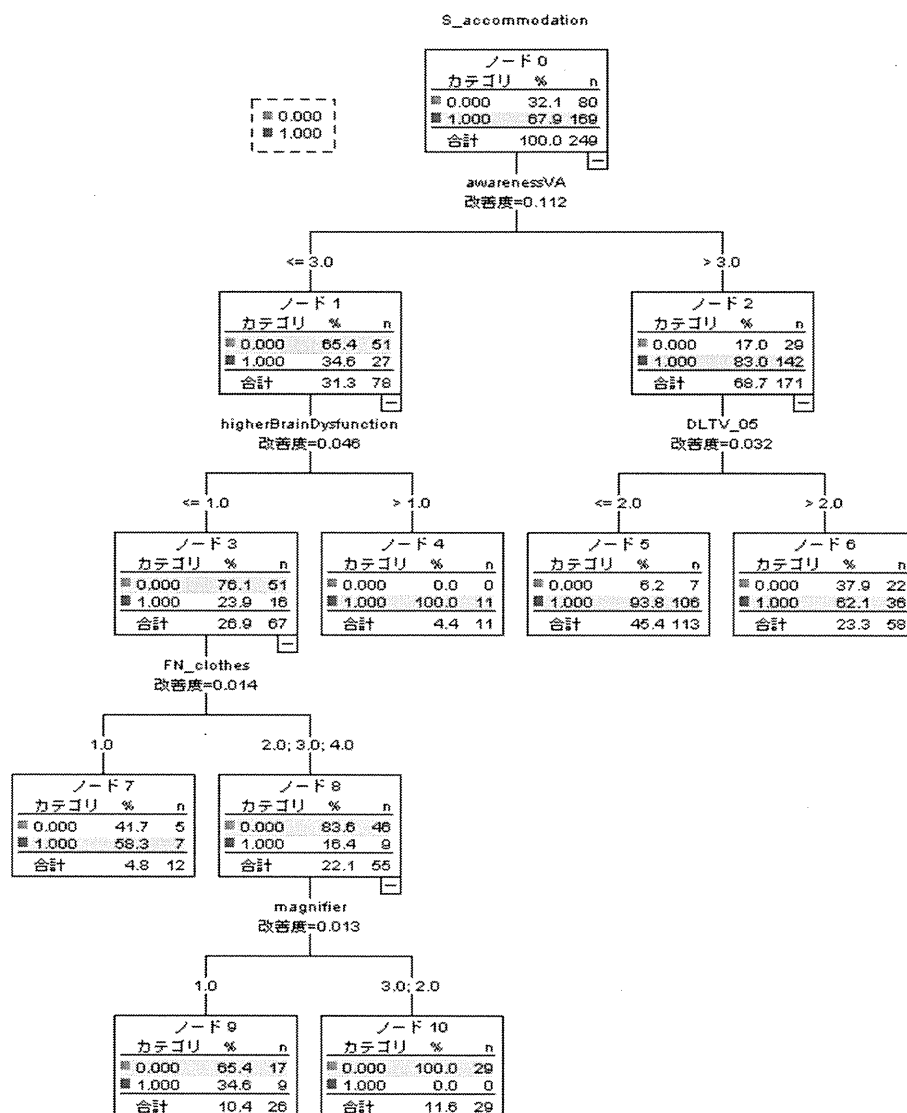 S_accommodation
ノード 0
カテゴリ % n
0.000 32.1 80
1.000 67.9 169
合計 100.0 249
0.000
1.000
awarenessVA
改善度=0.112
<= 3.0
> 3.0
ノード 1
カテゴリ % n
0.000 65.4 51
1.000 34.6 27
合計 31.3 78
ノード 2
カテゴリ % n
0.000 17.0 29
1.000 83.0 142
合計 68.7 171
higherBrainDysfunction
改善度=0.046
DLTV_05
改善度=0.032
<= 1.0
> 1.0
<= 2.0
> 2.0
ノード 3
カテゴリ % n
0.000 76.1 51
1.000 23.9 16
合計 26.9 67
ノード 4
カテゴリ % n
0.000 0.0 0
1.000 100.0 11
合計 4.4 11
ノード 5
カテゴリ % n
0.000 6.2 7
1.000 93.8 106
合計 45.4 113
ノード 6
カテゴリ % n
0.000 37.9 22
1.000 62.1 36
合計 23.3 58
FN_clothes
改善度=0.014
1.0
2.0; 3.0; 4.0
ノード 7
カテゴリ % n
0.000 41.7 5
1.000 58.3 7
合計 4.8 12
ノード 8
カテゴリ % n
0.000 83.6 46
1.000 16.4 9
合計 22.1 55
magnifier
改善度=0.013
1.0
3.0; 2.0
ノード 9
カテゴリ % n
0.000 65.4 17
1.000 34.6 9
合計 10.4 26
ノード 10
カテゴリ % n
0.000 100.0 29
1.000 0.0 0
合計 11.6 29